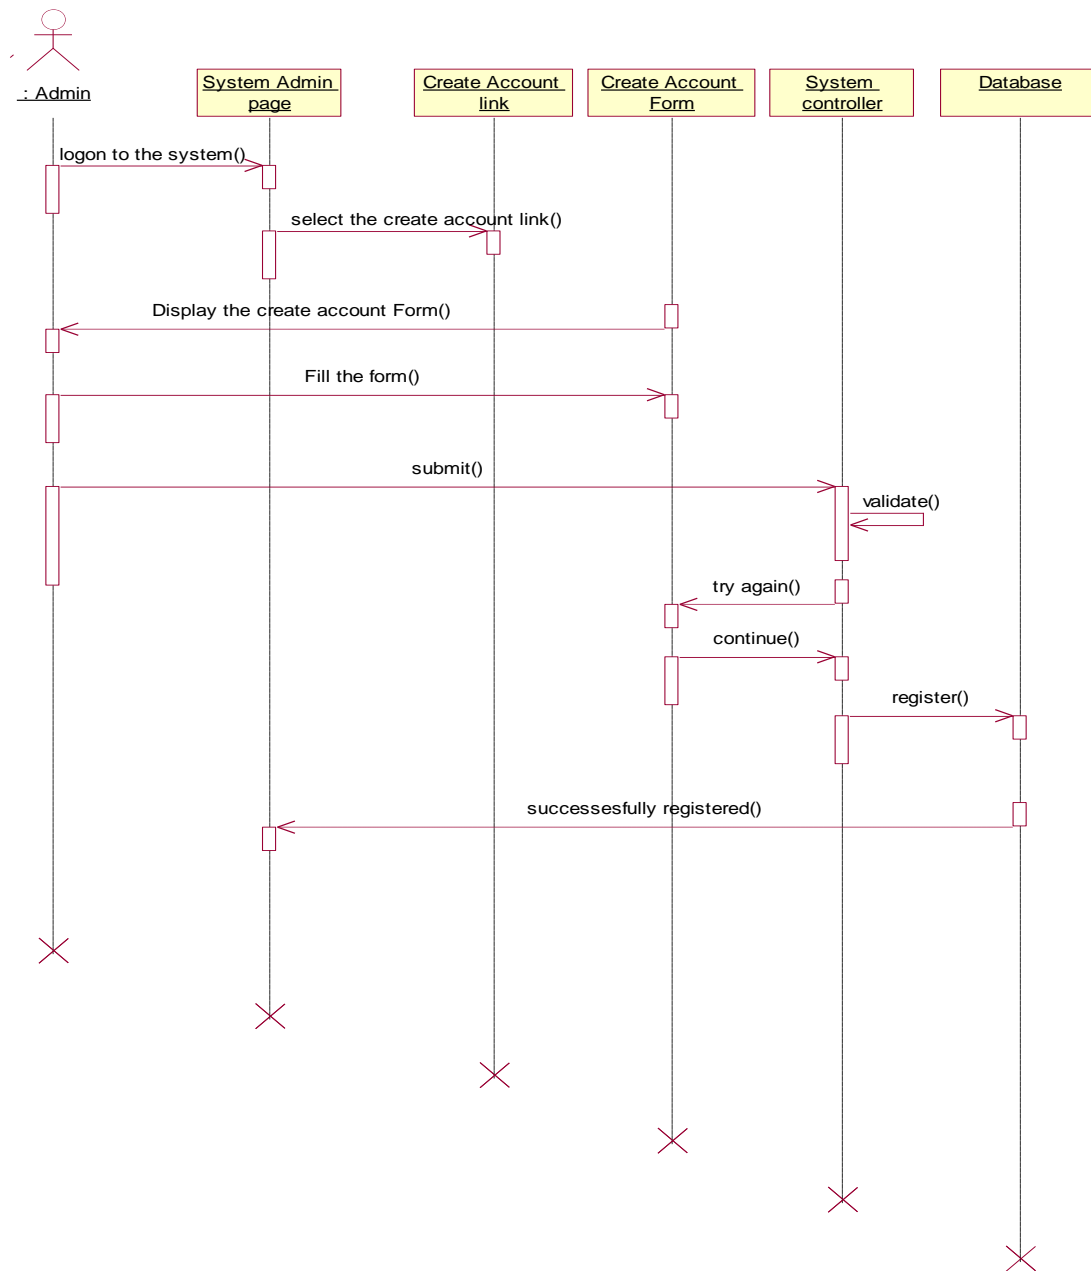 : Admin
System Admin
page
Create Account
link
Create Account
Form
System
controller
Database
logon to the system()
select the create account link()
Display the create account Form()
Fill the form()
submit()
validate()
try again()
continue()
register()
successesfully registered()